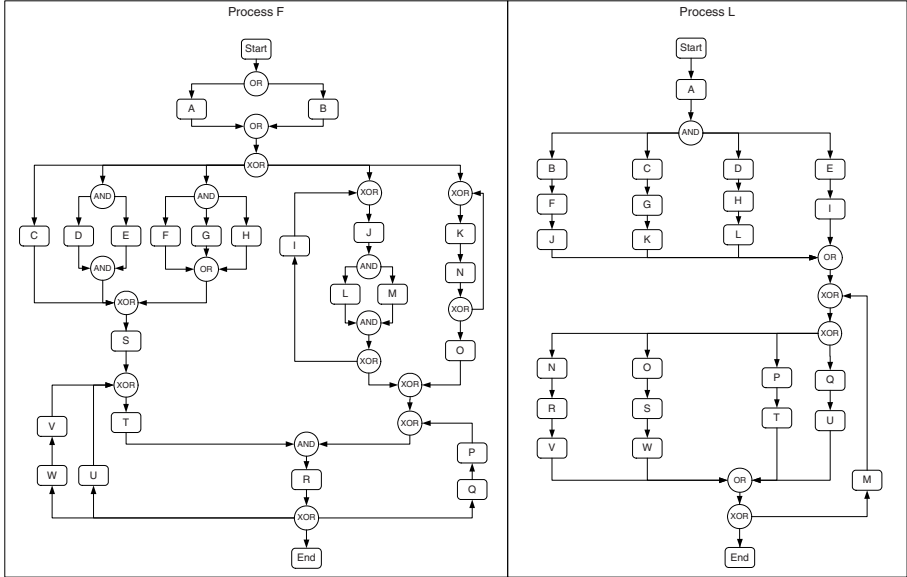 Process F
Start
OR
A
B
OR
XOR
AND
AND
XOR
XOR
C
D
E
F
G
H
I
J
K
AND
OR
AND
N
L
M
XOR
XOR
AND
S
XOR
O
XOR
XOR
T
XOR
V
AND
P
W
U
R
Q
XOR
End
Process L
Start
A
AND
B
C
D
E
F
G
H
I
J
K
L
OR
XOR
XOR
N
O
P
Q
R
S
T
U
V
W
OR
M
XOR
End